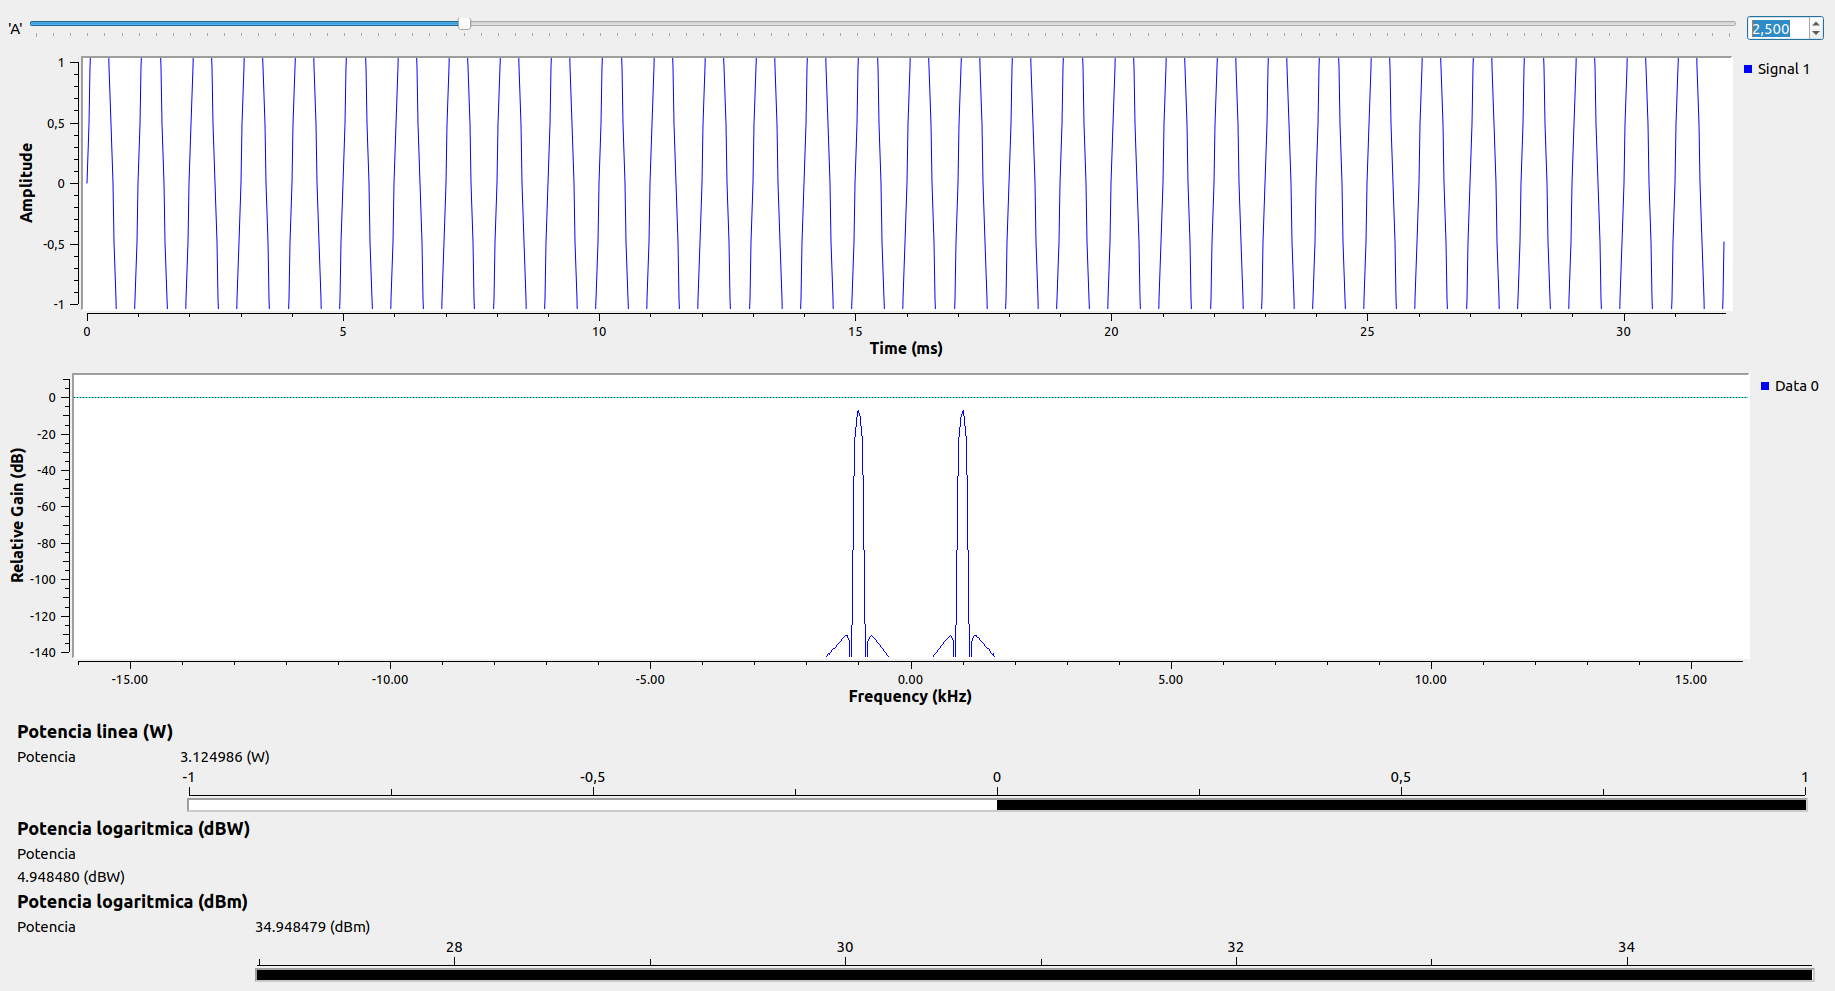 'A' 2,500
Signal 1
Amplitude
1
0,5
0
-0,5
-1
0 5 10 15 20 25 30
Time (ms)
Data 0
Relative Gain (dB)
0
-20
-40
-60
-80
-100
-120
-140
-15.00 -10.00 -5.00 0.00 5.00 10.00 15.00
Frequency (kHz)
Potencia linea (W)
Potencia 3.124986 (W)
-1 -0,5 0 0,5 1
Potencia logaritmica (dBW)
Potencia
4.948480 (dBW)
Potencia logaritmica (dBm)
Potencia 34.948479 (dBm)
28 30 32 34